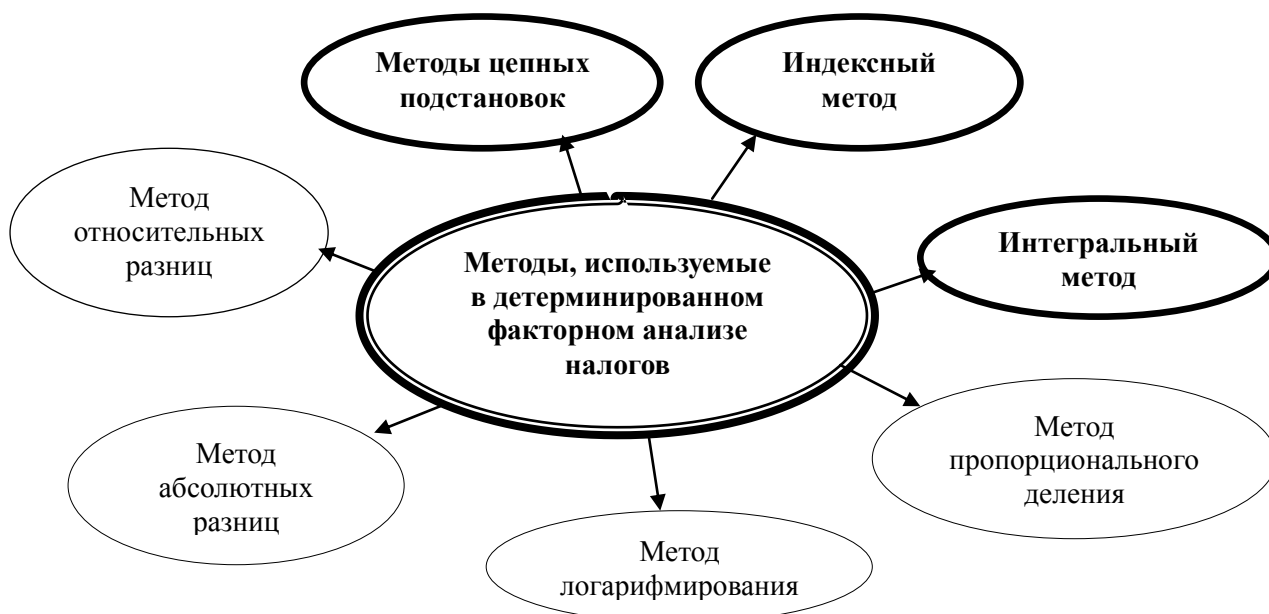 Методы цепных
подстановок
Индексный
метод
Метод
относительных
разниц
Интегральный
метод
Методы, используемые
в детерминированном
факторном анализе
налогов
Метод
абсолютных
разниц
Метод
пропорционального
деления
Метод
логарифмирования